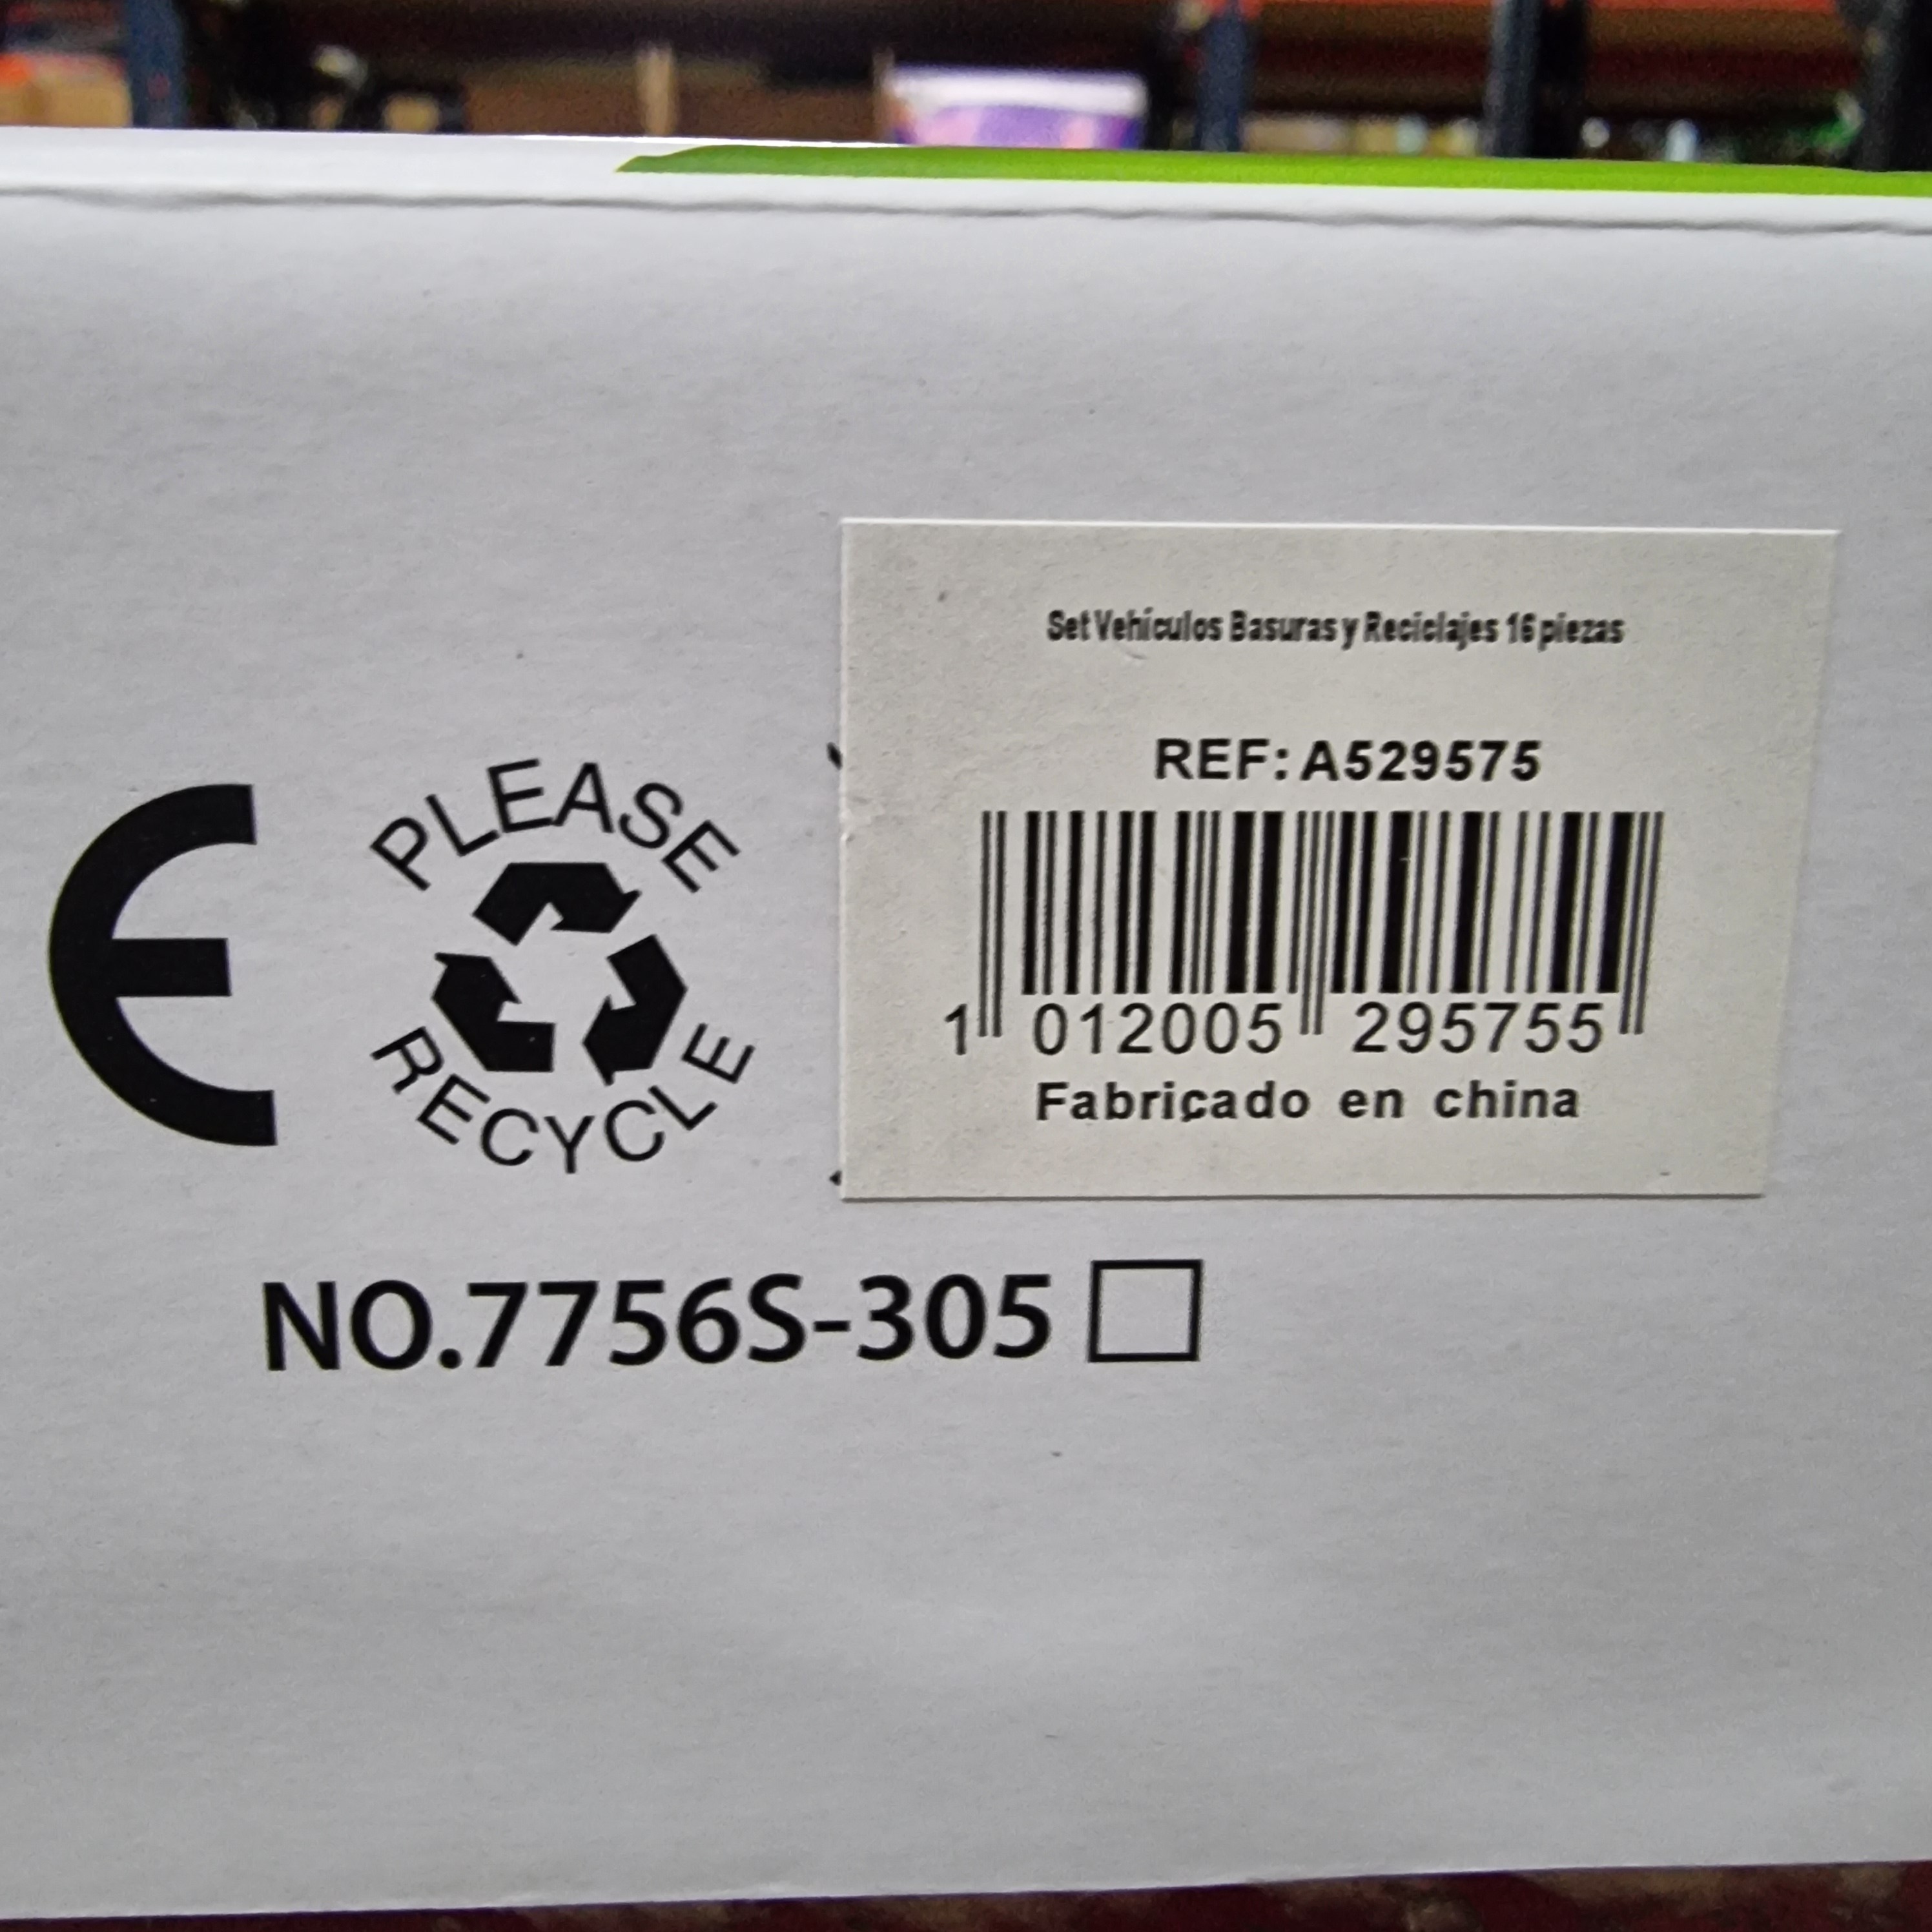 Set Vehículos Basuras y Reciclajes 16 piezas
REF: A529575
1 012005 295755
Fabricado en china
CE
PLEASE
RECYCLE
NO.7756S-305